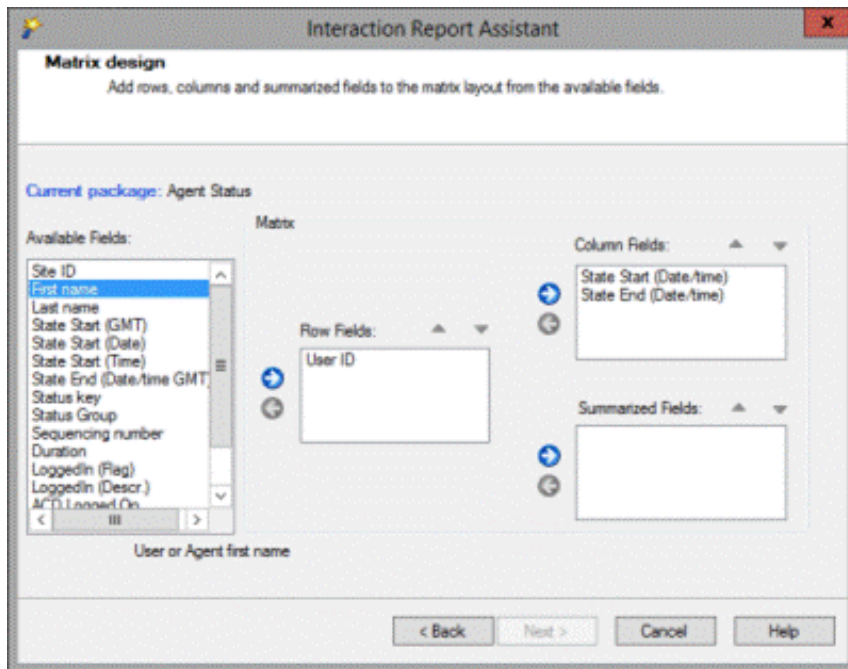 Interaction Report Assistant
x
Matrix design
Add rows, columns and summarized fields to the matrix layout from the available fields.
Current package: Agent Status
Available Fields:
Site ID
First name
Last name
State Start (GMT)
State Start (Date)
State Start (Time)
State End (Date/time GMT)
Status key
Status Group
Sequencing number
Duration
LoggedIn (Flag)
LoggedIn (Descr.)
ACD Logged On
User or Agent first name
Matrix
Row Fields:
User ID
Column Fields:
State Start (Date/time)
State End (Date/time)
Summarized Fields:
< Back
Next >
Cancel
Help